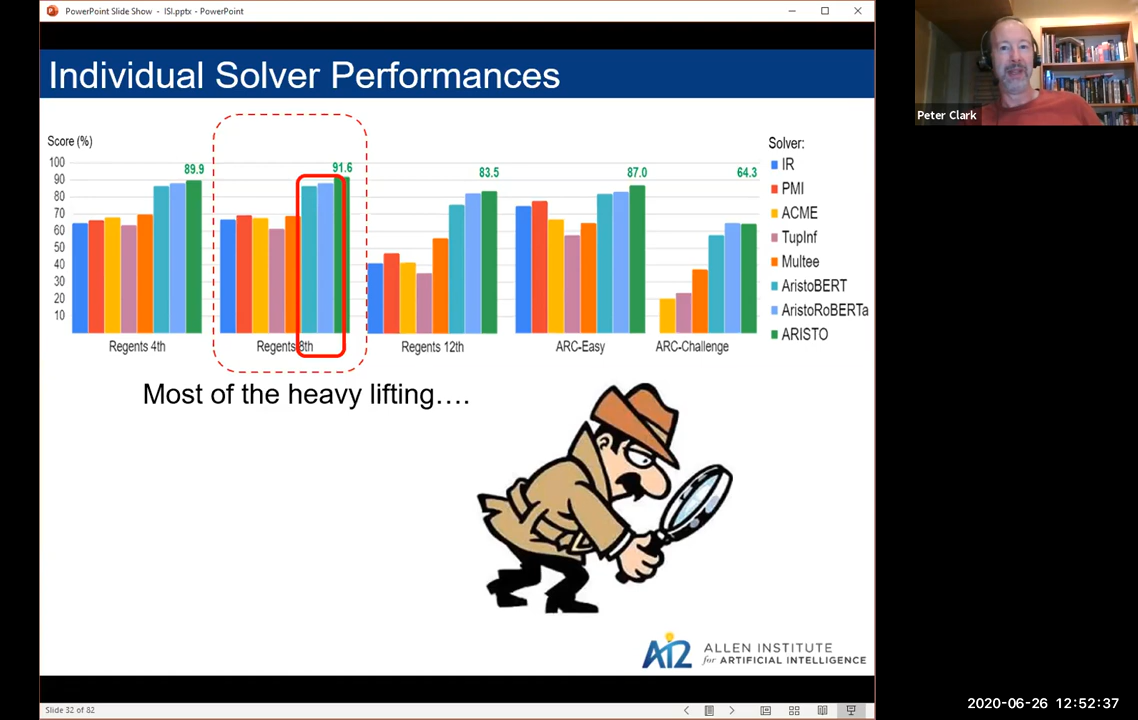 PowerPoint Slide Show - ISI.pptx - PowerPoint
Individual Solver Performances
Score (%)
100
90
80
70
60
50
40
30
20
10
89.9
91.6
83.5
87.0
64.3
Regents 4th
Regents 8th
Regents 12th
ARC-Easy
ARC-Challenge
Solver:
IR
PMI
ACME
TupInf
Multee
AristoBERT
AristoRoBERTa
ARISTO
Most of the heavy lifting….
AI2
ALLEN INSTITUTE
for ARTIFICIAL INTELLIGENCE
Slide 32 of 82
Peter Clark
2020-06-26 12:52:37